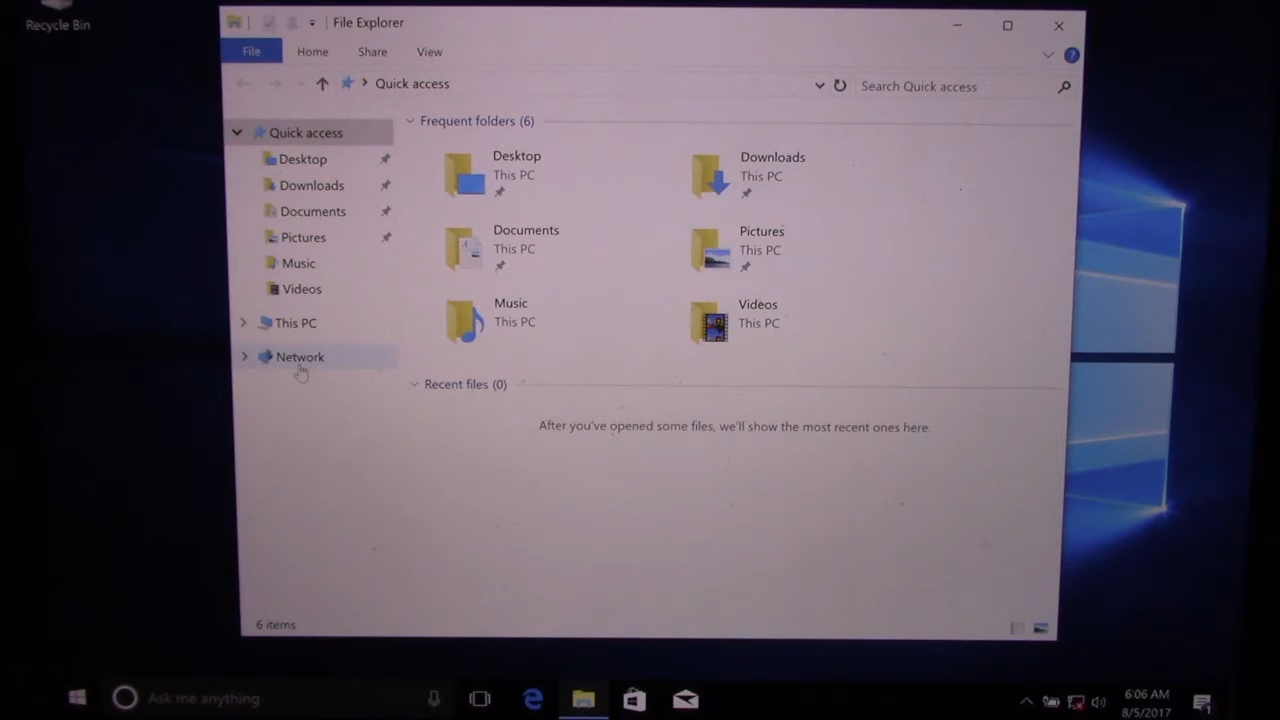 Recycle Bin
File Explorer
File
Home
Share
View
Quick access
Search Quick access
Quick access
Desktop
Downloads
Documents
Pictures
Music
Videos
This PC
Network
Frequent folders (6)
Desktop
This PC
Downloads
This PC
Documents
This PC
Pictures
This PC
Music
This PC
Videos
This PC
Recent files (0)
After you've opened some files, we'll show the most recent ones here.
6 items
Ask me anything
6:06 AM
8/5/2017